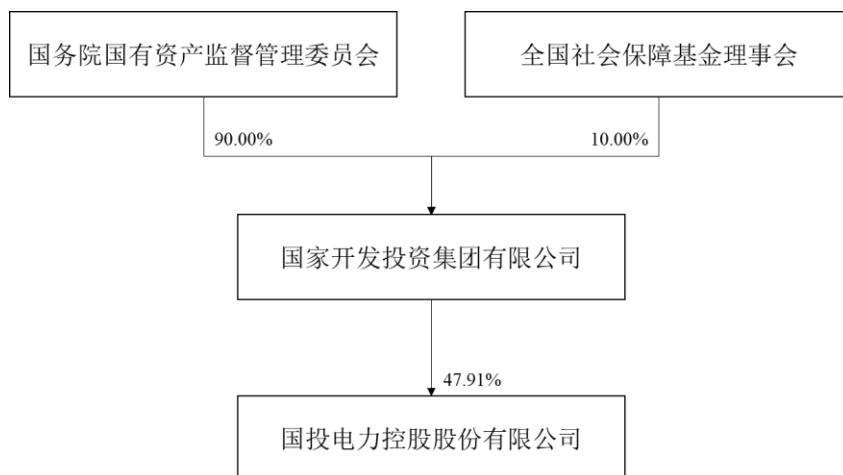 国务院国有资产监督管理委员会
全国社会保障基金理事会
90.00%
10.00%
国家开发投资集团有限公司
47.91%
国投电力控股股份有限公司